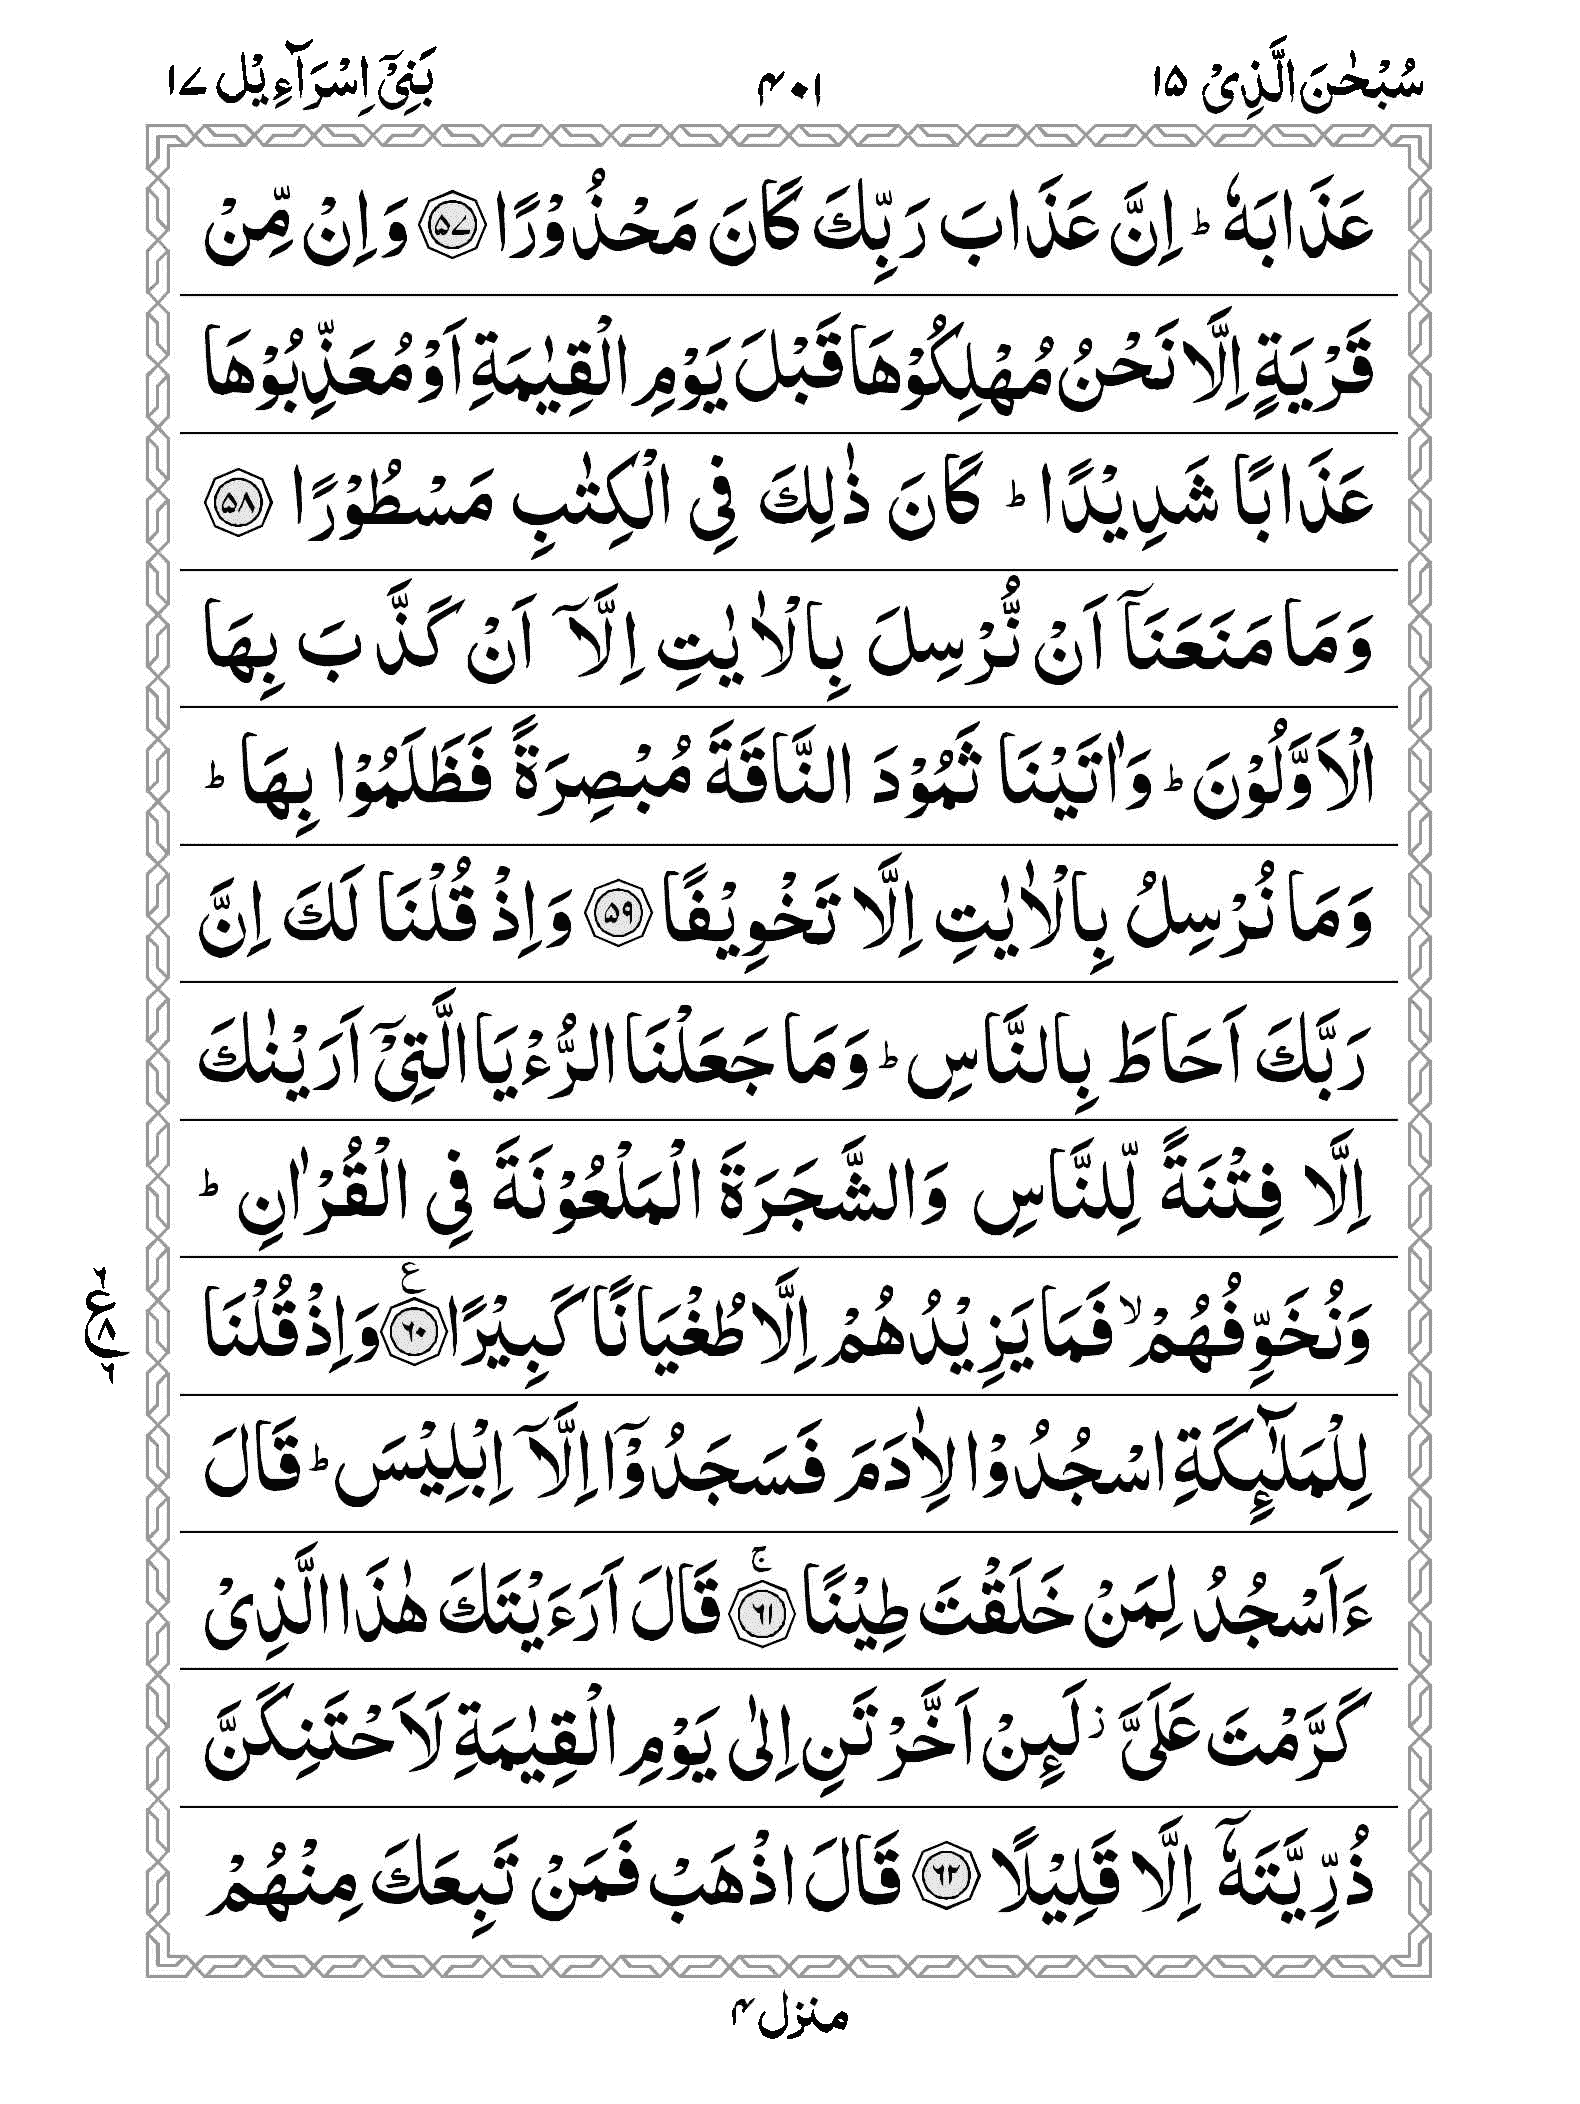 سُبْحٰنَ الَّذِیْ ۱۵
۴۰۱
بَنِیْۤ اِسْرَآءِیْل ۱۷
عَذَابَهٗ ؕ اِنَّ عَذَابَ رَبِّكَ كَانَ مَحْذُوْرًا ۝۵۷ وَ اِنْ مِّنْ
قَرْیَةٍ اِلَّا نَحْنُ مُهْلِكُوْهَا قَبْلَ یَوْمِ الْقِیٰمَةِ اَوْ مُعَذِّبُوْهَا
عَذَابًا شَدِیْدًا ؕ كَانَ ذٰلِكَ فِی الْكِتٰبِ مَسْطُوْرًا ۝۵۸
وَ مَا مَنَعَنَاۤ اَنْ نُّرْسِلَ بِالْاٰیٰتِ اِلَّاۤ اَنْ كَذَّبَ بِهَا
الْاَوَّلُوْنَ ؕ وَ اٰتَیْنَا ثَمُوْدَ النَّاقَةَ مُبْصِرَةً فَظَلَمُوْا بِهَا ؕ
وَ مَا نُرْسِلُ بِالْاٰیٰتِ اِلَّا تَخْوِیْفًا ۝۵۹ وَ اِذْ قُلْنَا لَكَ اِنَّ
رَبَّكَ اَحَاطَ بِالنَّاسِ ؕ وَ مَا جَعَلْنَا الرُّءْیَا الَّتِیْۤ اَرَیْنٰكَ
اِلَّا فِتْنَةً لِّلنَّاسِ وَ الشَّجَرَةَ الْمَلْعُوْنَةَ فِی الْقُرْاٰنِ ؕ
وَ نُخَوِّفُهُمْ ۙ فَمَا یَزِیْدُهُمْ اِلَّا طُغْیَانًا كَبِیْرًا ۝۶۰ ع وَ اِذْ قُلْنَا
۲ ع ۸ ۶
لِلْمَلٰٓىِٕكَةِ اسْجُدُوْا لِاٰدَمَ فَسَجَدُوْۤا اِلَّاۤ اِبْلِیْسَ ؕ قَالَ
ءَاَسْجُدُ لِمَنْ خَلَقْتَ طِیْنًا ۝۶۱ ۚ قَالَ اَرَءَیْتَكَ هٰذَا الَّذِیْ
كَرَّمْتَ عَلَیَّ ؗ لَىِٕنْ اَخَّرْتَنِ اِلٰی یَوْمِ الْقِیٰمَةِ لَاَحْتَنِكَنَّ
ذُرِّیَّتَهٗۤ اِلَّا قَلِیْلًا ۝۶۲ قَالَ اذْهَبْ فَمَنْ تَبِعَكَ مِنْهُمْ
منزل ۴